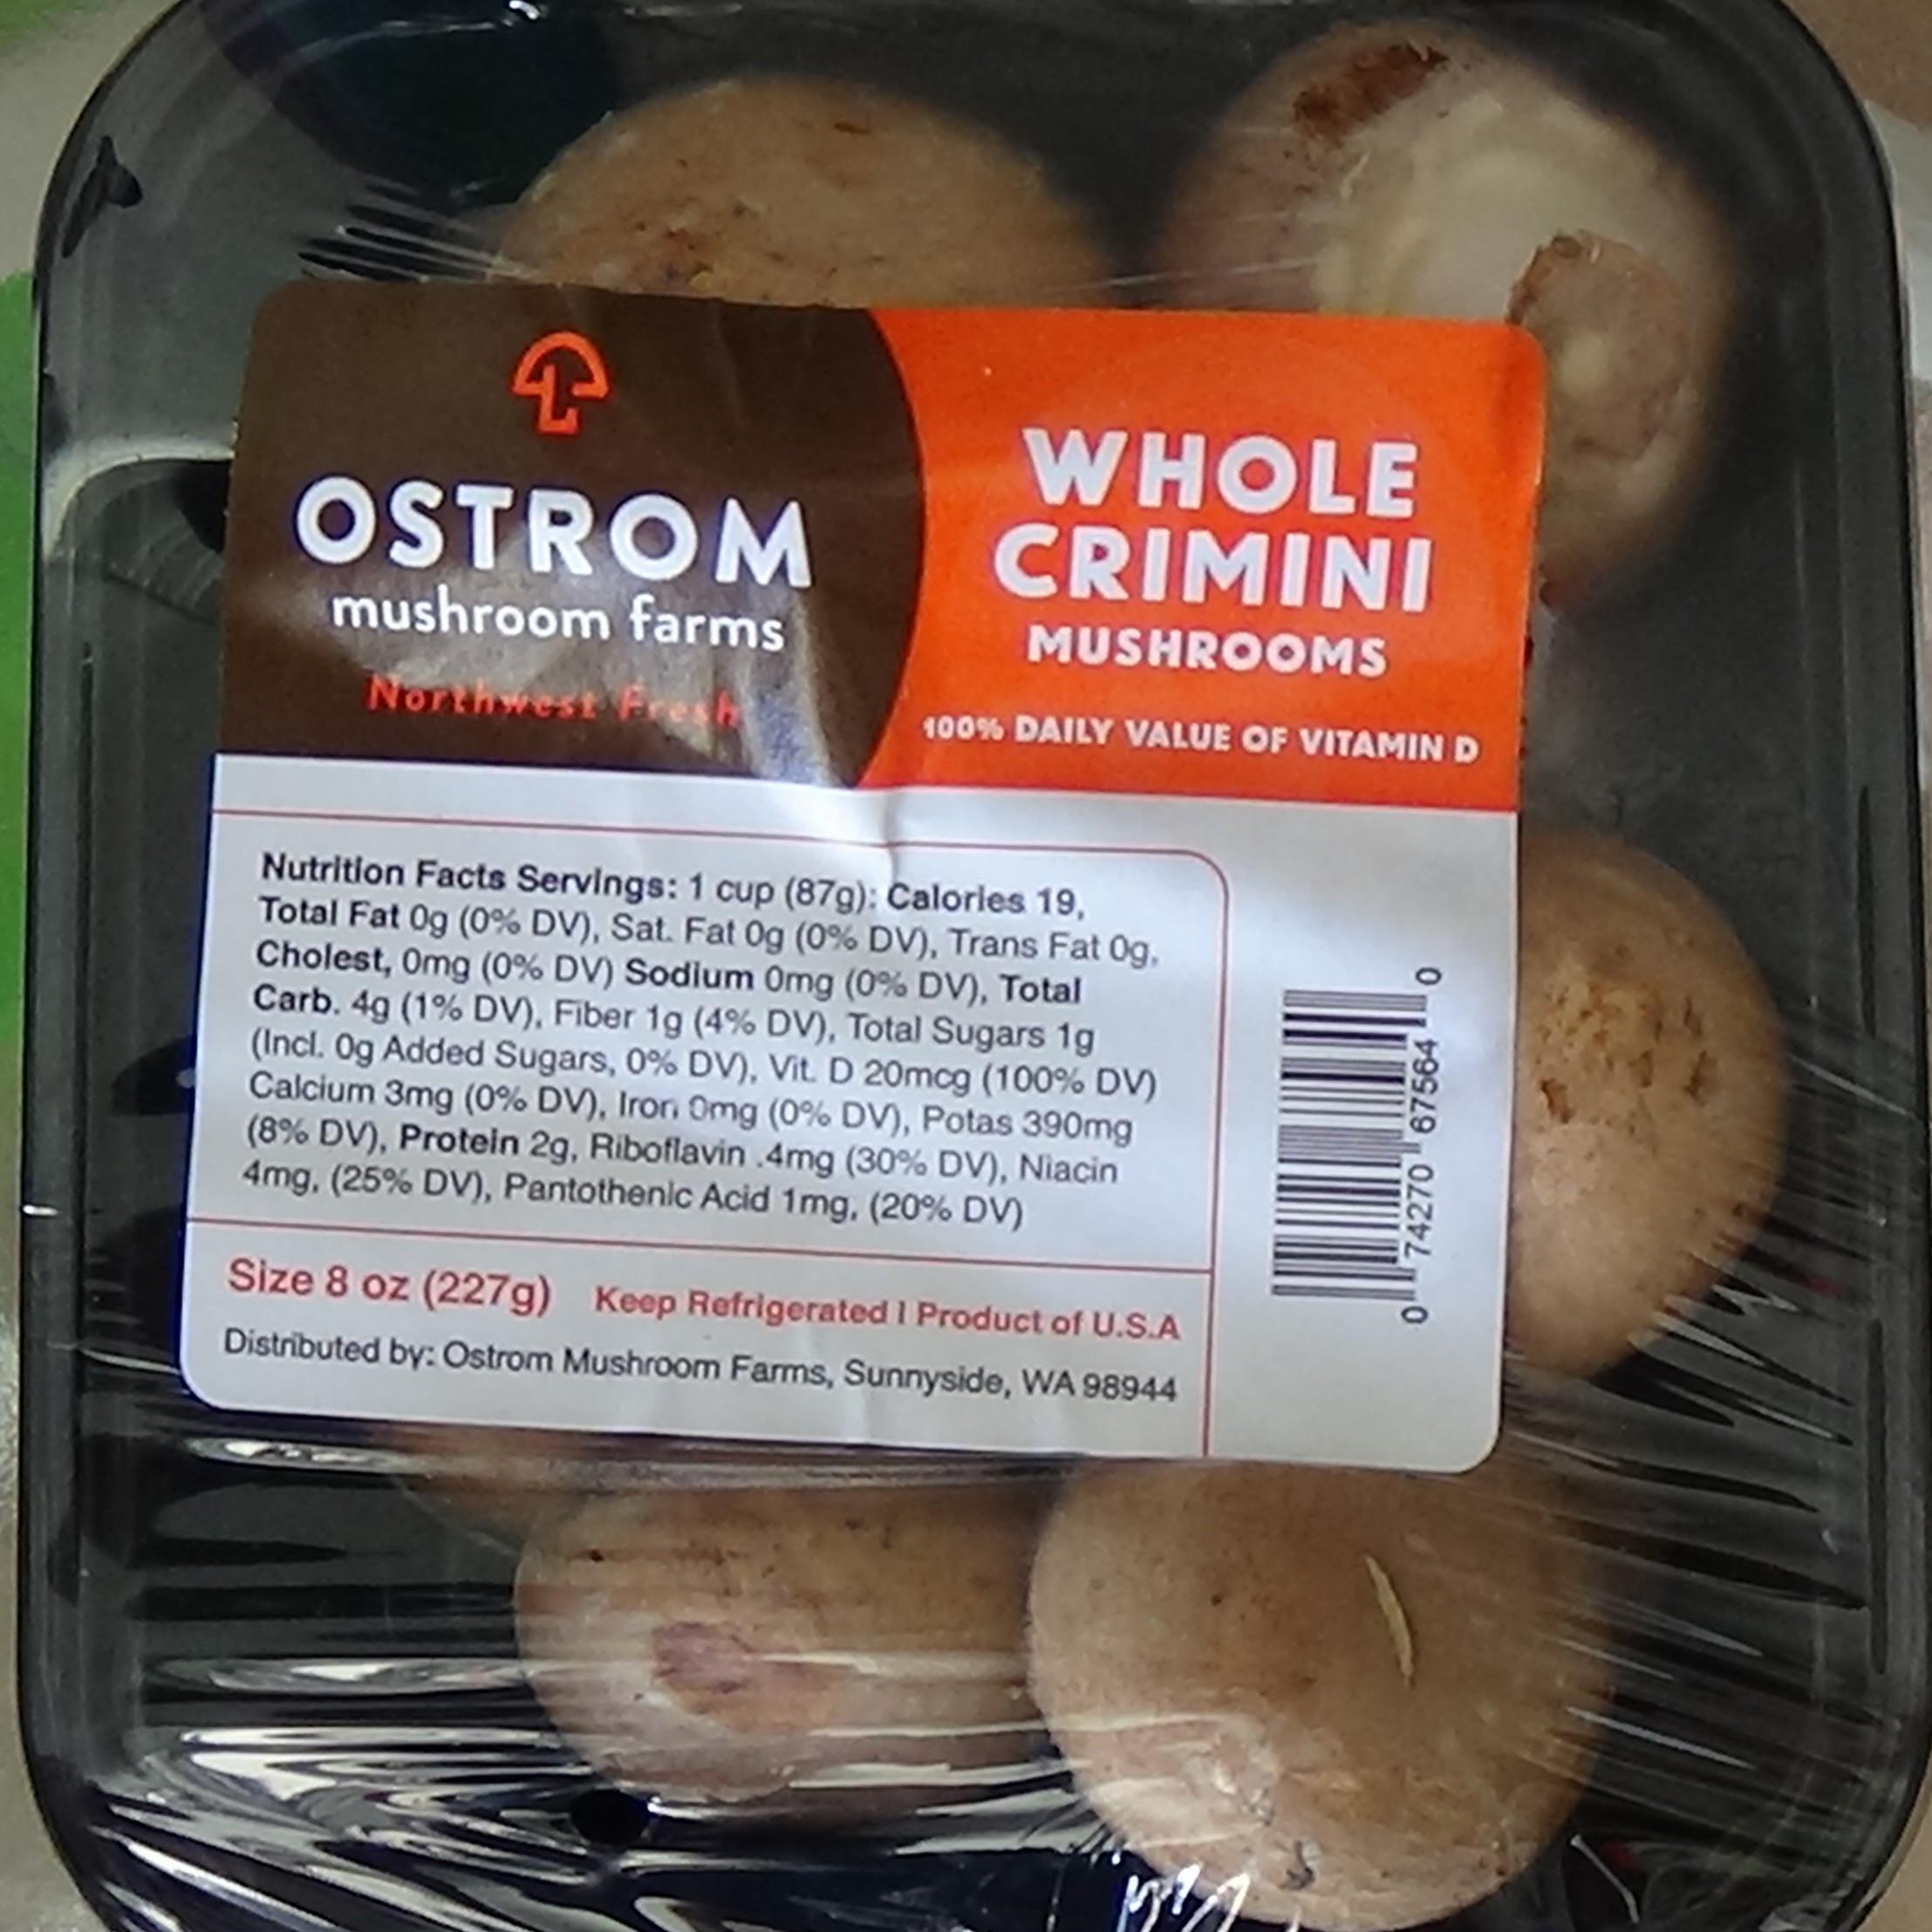 OSTROM
mushroom farms
Northwest Fresh
WHOLE
CRIMINI
MUSHROOMS
100% DAILY VALUE OF VITAMIN D
Nutrition Facts Servings: 1 cup (87g): Calories 19,
Total Fat 0g (0% DV), Sat. Fat 0g (0% DV), Trans Fat 0g,
Cholest, 0mg (0% DV) Sodium 0mg (0% DV), Total
Carb. 4g (1% DV), Fiber 1g (4% DV), Total Sugars 1g
(Incl. 0g Added Sugars, 0% DV), Vit. D 20mcg (100% DV)
Calcium 3mg (0% DV), Iron 0mg (0% DV), Potas 390mg
(8% DV), Protein 2g, Riboflavin .4mg (30% DV), Niacin
4mg, (25% DV), Pantothenic Acid 1mg, (20% DV)
Size 8 oz (227g) Keep Refrigerated | Product of U.S.A
Distributed by: Ostrom Mushroom Farms, Sunnyside, WA 98944
0 74270 67564 0